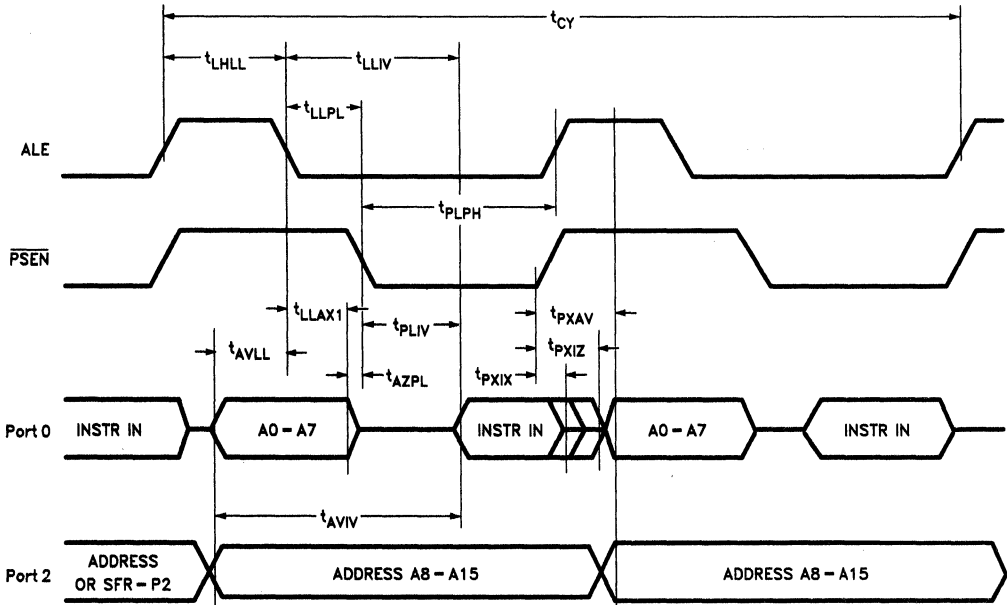 tCY
tLHLL
tLLIV
tLLPL
ALE
tPLPH
PSEN
tLLAX1
tPLIV
tPXAV
tAVLL
tPXIZ
tAZPL
tPXIX
Port 0
INSTR IN
A0-A7
INSTR IN
A0-A7
INSTR IN
tAVIV
Port 2
ADDRESS
OR SFR-P2
ADDRESS A8-A15
ADDRESS A8-A15